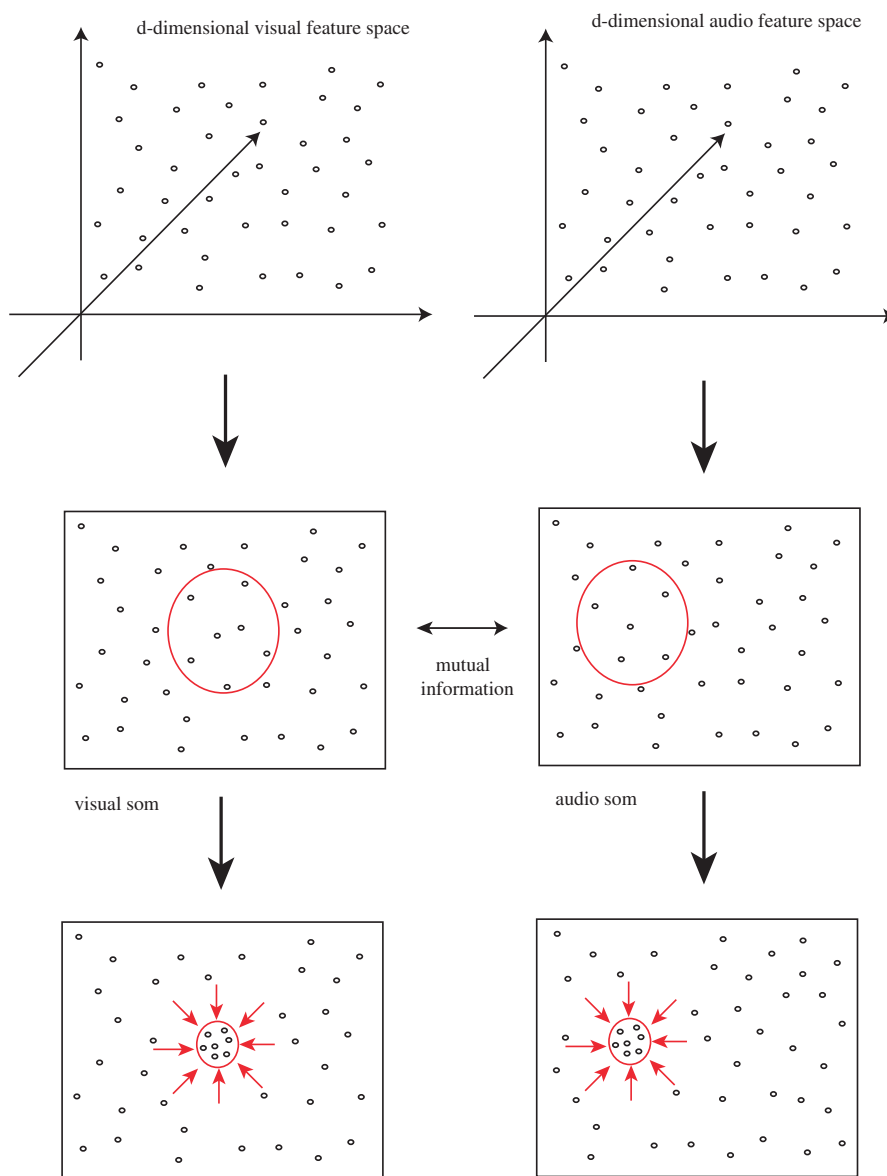 d-dimensional visual feature space
d-dimensional audio feature space
mutual
information
visual som
audio som